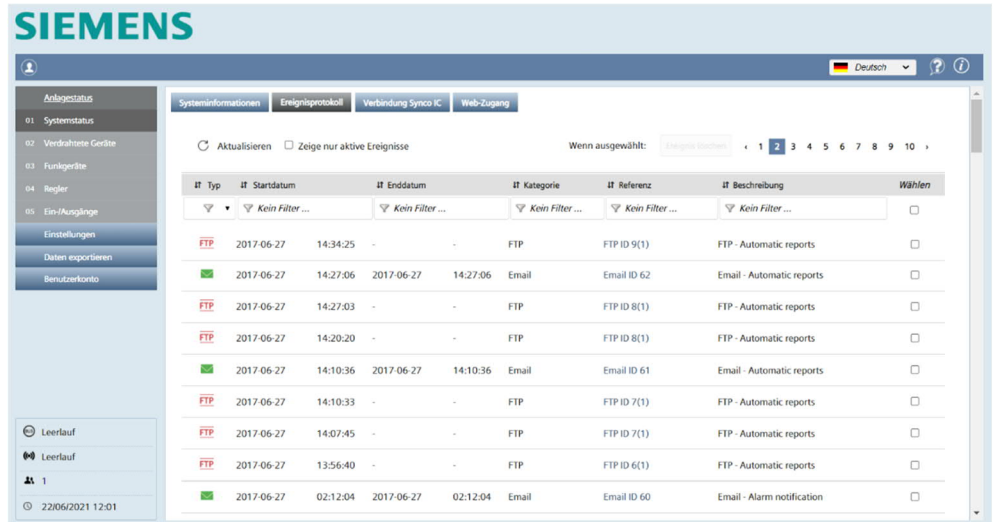 SIEMENS
Deutsch
Anlagestatus
01 Systemstatus
02 Verdrahtete Geräte
03 Funkgeräte
04 Regler
05 Ein-/Ausgänge
Einstellungen
Daten exportieren
Benutzerkonto
Systeminformationen Ereignisprotokoll Verbindung Synco IC Web-Zugang
Aktualisieren Zeige nur aktive Ereignisse Wenn ausgewählt: Ereignis löschen ‹ 1 2 3 4 5 6 7 8 9 10 ›
Typ Startdatum Enddatum Kategorie Referenz Beschreibung Wählen
Kein Filter ... Kein Filter ... Kein Filter ... Kein Filter ... Kein Filter ...
FTP 2017-06-27 14:34:25 - - FTP FTP ID 9(1) FTP - Automatic reports
2017-06-27 14:27:06 2017-06-27 14:27:06 Email Email ID 62 Email - Automatic reports
FTP 2017-06-27 14:27:03 - - FTP FTP ID 8(1) FTP - Automatic reports
FTP 2017-06-27 14:20:20 - - FTP FTP ID 8(1) FTP - Automatic reports
2017-06-27 14:10:36 2017-06-27 14:10:36 Email Email ID 61 Email - Automatic reports
FTP 2017-06-27 14:10:33 - - FTP FTP ID 7(1) FTP - Automatic reports
FTP 2017-06-27 14:07:45 - - FTP FTP ID 7(1) FTP - Automatic reports
FTP 2017-06-27 13:56:40 - - FTP FTP ID 6(1) FTP - Automatic reports
2017-06-27 02:12:04 2017-06-27 02:12:04 Email Email ID 60 Email - Alarm notification
Leerlauf
Leerlauf
1
22/06/2021 12:01